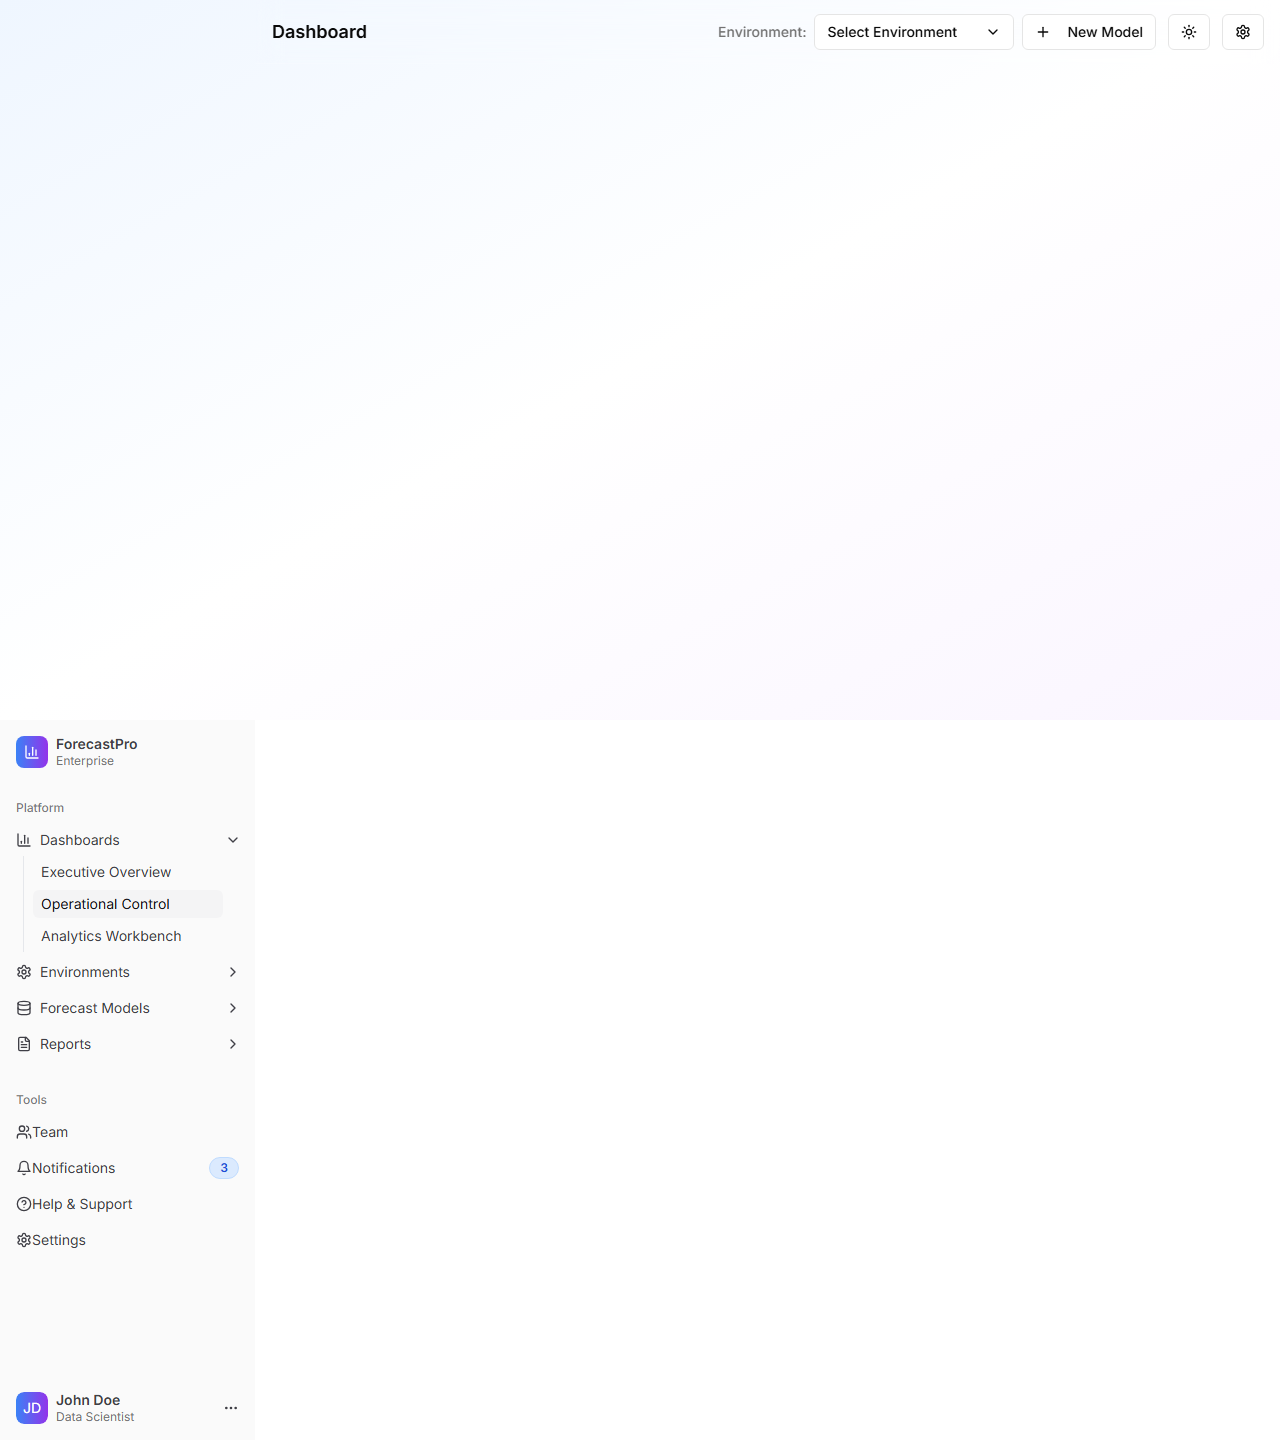 Dashboard
Environment:
Select Environment
New Model
ForecastPro
Enterprise
Platform
Dashboards
Executive Overview
Operational Control
Analytics Workbench
Environments
Forecast Models
Reports
Tools
Team
Notifications 3
Help & Support
Settings
JD
John Doe
Data Scientist